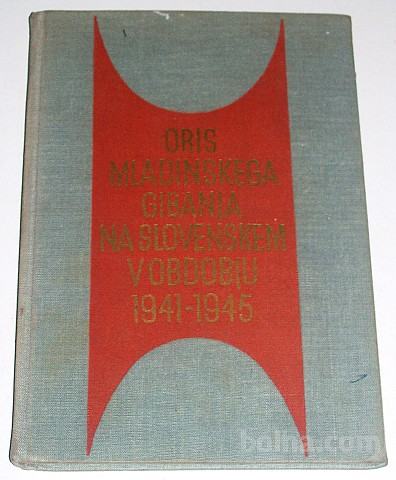 ORIS
MLADINSKEGA
GIBANJA
NA SLOVENSKEM
V OBDOBJU
1941-1945
bolha.com